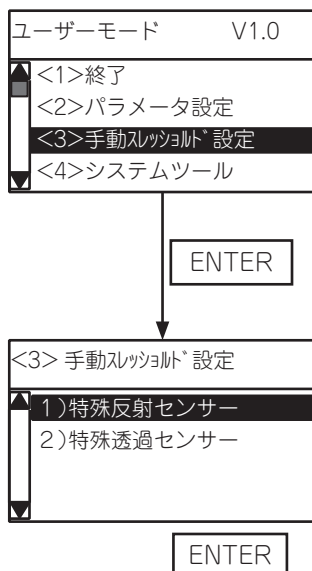 ユーザーモード V1.0
<1>終了
<2>パラメータ設定
<3>手動ｽﾚｯｼｮﾙﾄﾞ設定
<4>システムツール
ENTER
<3> 手動ｽﾚｯｼｮﾙﾄﾞ設定
1)特殊反射センサー
2)特殊透過センサー
ENTER